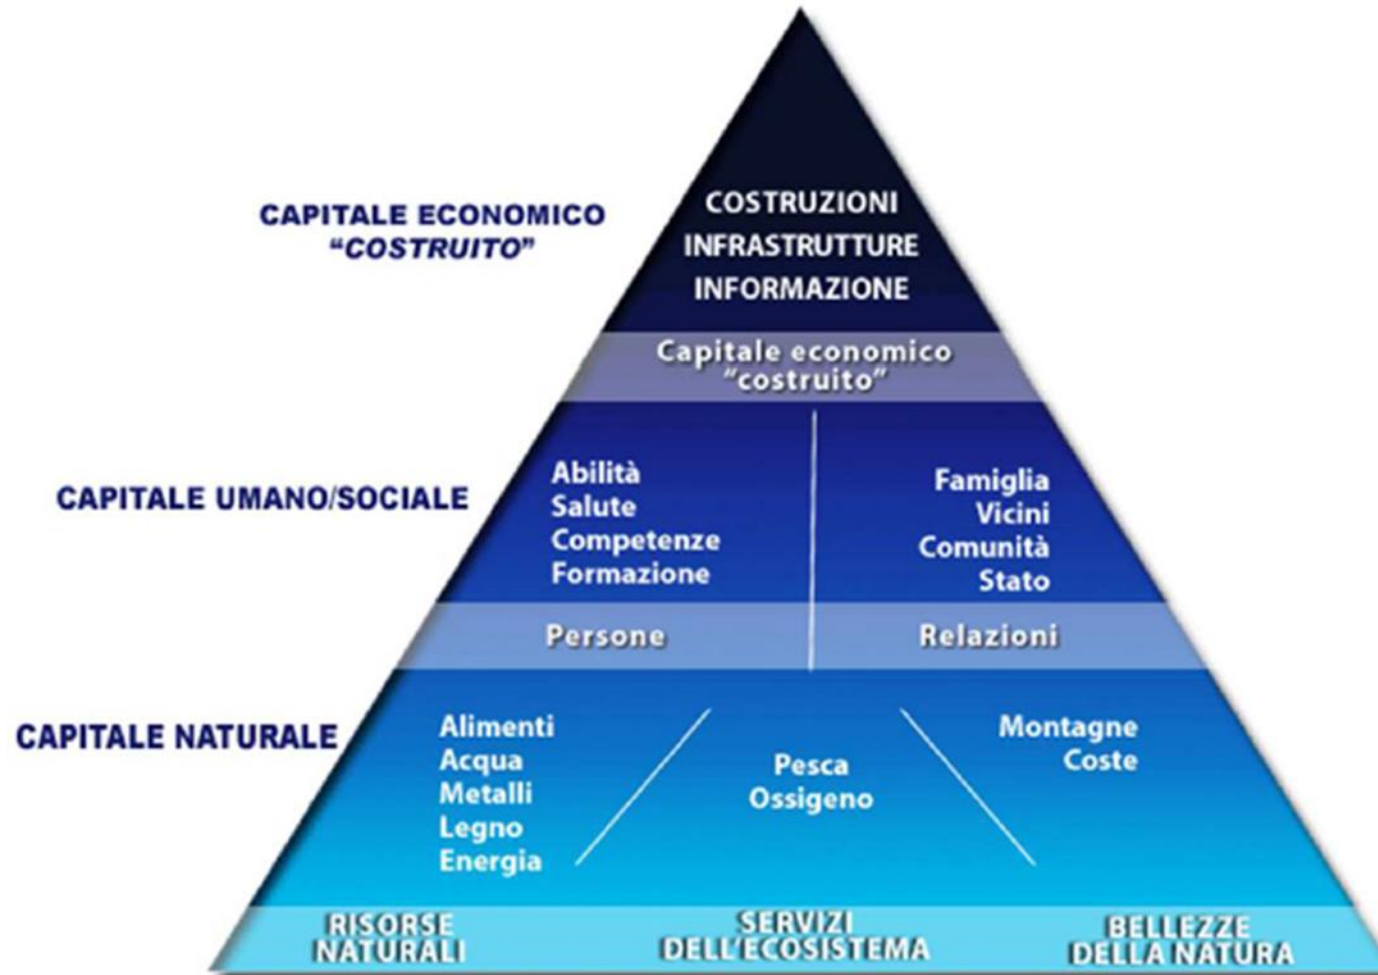 CAPITALE ECONOMICO
“COSTRUITO”
COSTRUZIONI
INFRASTRUTTURE
INFORMAZIONE
Capitale economico
“costruito”
CAPITALE UMANO/SOCIALE
Abilità
Salute
Competenze
Formazione
Famiglia
Vicini
Comunità
Stato
Persone
Relazioni
CAPITALE NATURALE
Alimenti
Acqua
Metalli
Legno
Energia
Pesca
Ossigeno
Montagne
Coste
RISORSE
NATURALI
SERVIZI
DELL'ECOSISTEMA
BELLEZZE
DELLA NATURA